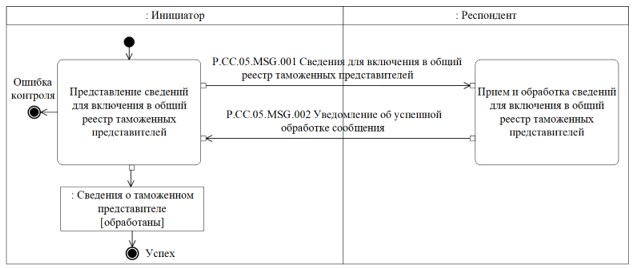 : Инициатор
: Респондент
P.CC.05.MSG.001 Сведения для включения в общий
реестр таможенных представителей
Ошибка
контроля
Представление сведений
для включения в общий
реестр таможенных
представителей
Прием и обработка сведений
для включения в общий
реестр таможенных
представителей
P.CC.05.MSG.002 Уведомление об успешной
обработке сообщения
: Сведения о таможенном
представителе
[обработаны]
Успех